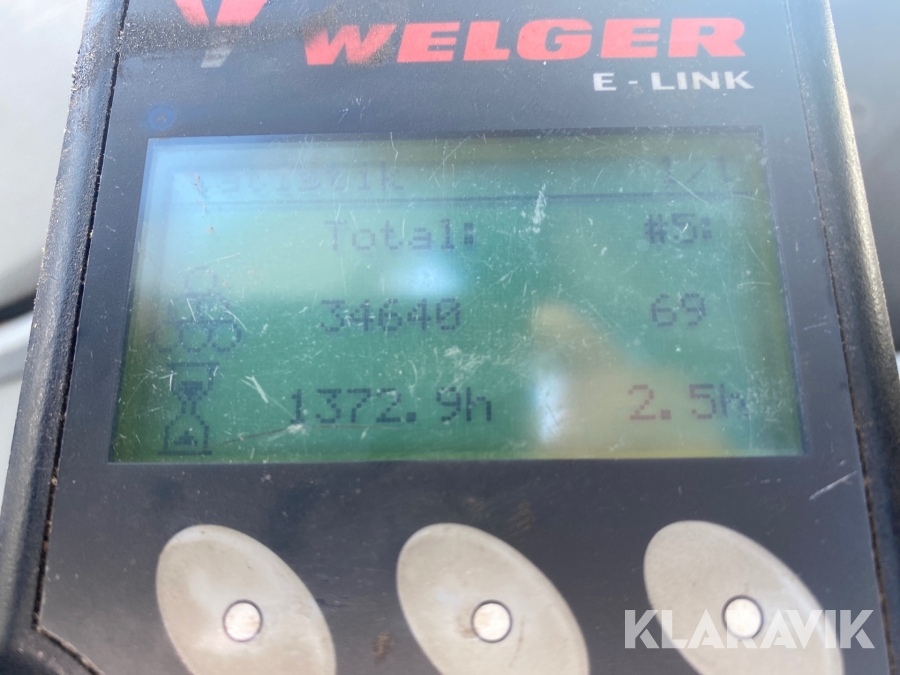 WELGER
E - LINK
Total: #5:
34640 69
1372.9h 2.5h
KLARAVIK